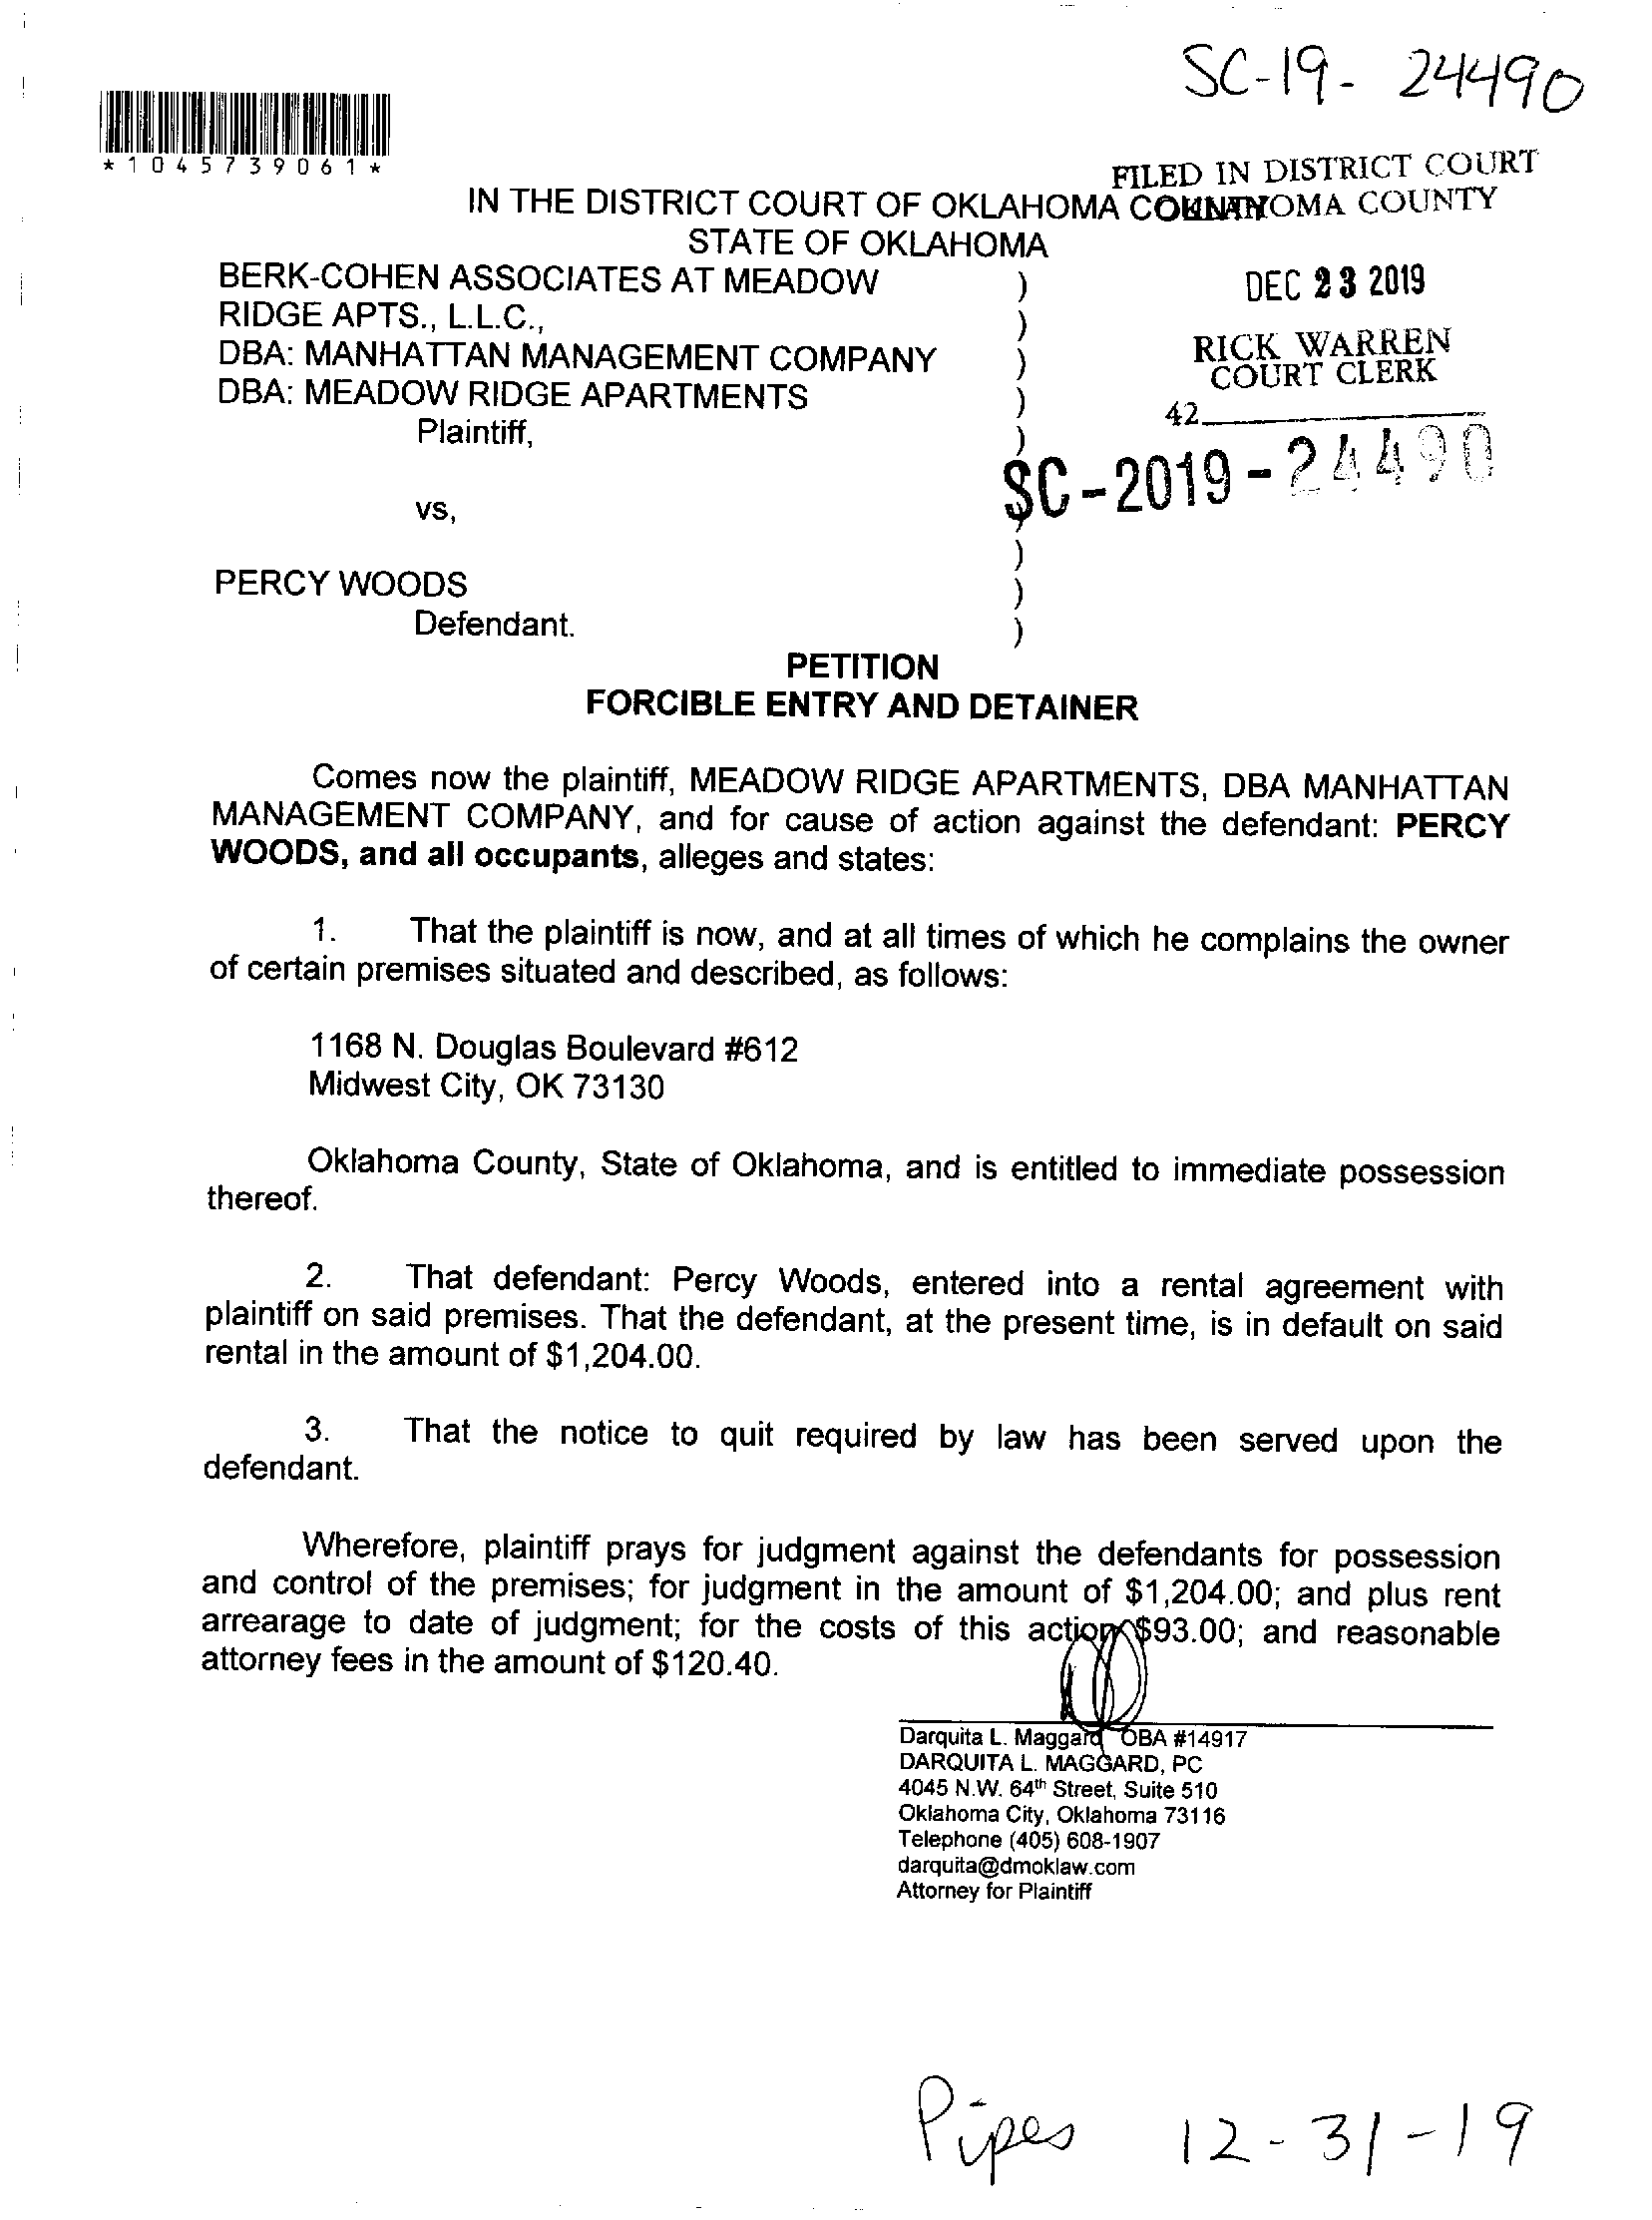 SC-19- 24490
*1045739061*
FILED IN DISTRICT COURT
OKLAHOMA COUNTY
IN THE DISTRICT COURT OF OKLAHOMA COUNTY
STATE OF OKLAHOMA
BERK-COHEN ASSOCIATES AT MEADOW )
RIDGE APTS., L.L.C., )
DBA: MANHATTAN MANAGEMENT COMPANY )
DBA: MEADOW RIDGE APARTMENTS )
Plaintiff, )
DEC 23 2019
RICK WARREN
COURT CLERK
42
SC-2019-24490
vs, )
)
PERCY WOODS )
Defendant. )
PETITION
FORCIBLE ENTRY AND DETAINER
Comes now the plaintiff, MEADOW RIDGE APARTMENTS, DBA MANHATTAN
MANAGEMENT COMPANY, and for cause of action against the defendant: PERCY
WOODS, and all occupants, alleges and states:
1. That the plaintiff is now, and at all times of which he complains the owner
of certain premises situated and described, as follows:
1168 N. Douglas Boulevard #612
Midwest City, OK 73130
Oklahoma County, State of Oklahoma, and is entitled to immediate possession
thereof.
2. That defendant: Percy Woods, entered into a rental agreement with
plaintiff on said premises. That the defendant, at the present time, is in default on said
rental in the amount of $1,204.00.
3. That the notice to quit required by law has been served upon the
defendant.
Wherefore, plaintiff prays for judgment against the defendants for possession
and control of the premises; for judgment in the amount of $1,204.00; and plus rent
arrearage to date of judgment; for the costs of this action $93.00; and reasonable
attorney fees in the amount of $120.40.
Darquita L. Maggard OBA #14917
DARQUITA L. MAGGARD, PC
4045 N.W. 64th Street, Suite 510
Oklahoma City, Oklahoma 73116
Telephone (405) 608-1907
darquita@dmoklaw.com
Attorney for Plaintiff
Pipes 12-31-19